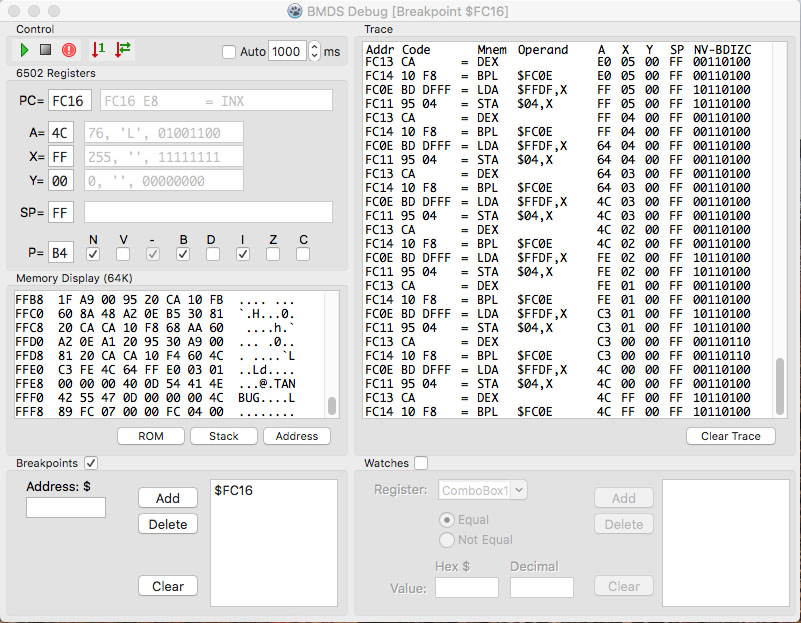 BMDS Debug [Breakpoint $FC16]
Control
Auto 1000 ms
6502 Registers
PC= FC16 FC16 E8 = INX
A= 4C 76, 'L', 01001100
X= FF 255, '', 11111111
Y= 00 0, '', 00000000
SP= FF
N V - B D I Z C
P= B4
Memory Display (64K)
FFB8 1F A9 00 95 20 CA 10 FB .... ...
FFC0 60 8A 48 A2 0E B5 30 81 `.H...0.
FFC8 20 CA CA 10 F8 68 AA 60 ....h.`
FFD0 A2 0E A1 20 95 30 A9 00 ... .0..
FFD8 81 20 CA CA 10 F4 60 4C . ....`L
FFE0 C3 FE 4C 64 FF E0 03 01 ..Ld....
FFE8 00 00 00 40 0D 54 41 4E ...@.TAN
FFF0 42 55 47 0D 00 00 00 4C BUG....L
FFF8 89 FC 07 00 00 FC 04 00 ........
ROM Stack Address
Trace
Addr Code Mnem Operand A X Y SP NV-BDIZC
FC13 CA = DEX E0 05 00 FF 00110100
FC14 10 F8 = BPL $FC0E E0 05 00 FF 00110100
FC0E BD DFFF = LDA $FFDF,X FF 05 00 FF 00110100
FC11 95 04 = STA $04,X FF 05 00 FF 00110100
FC13 CA = DEX FF 04 00 FF 00110100
FC14 10 F8 = BPL $FC0E FF 04 00 FF 00110100
FC0E BD DFFF = LDA $FFDF,X 64 04 00 FF 00110100
FC11 95 04 = STA $04,X 64 04 00 FF 00110100
FC13 CA = DEX 64 03 00 FF 00110100
FC14 10 F8 = BPL $FC0E 64 03 00 FF 00110100
FC0E BD DFFF = LDA $FFDF,X 4C 03 00 FF 00110100
FC11 95 04 = STA $04,X 4C 03 00 FF 00110100
FC13 CA = DEX 4C 02 00 FF 00110100
FC14 10 F8 = BPL $FC0E 4C 02 00 FF 00110100
FC0E BD DFFF = LDA $FFDF,X FE 02 00 FF 00110100
FC11 95 04 = STA $04,X FE 02 00 FF 00110100
FC13 CA = DEX FE 01 00 FF 00110100
FC14 10 F8 = BPL $FC0E FE 01 00 FF 00110100
FC0E BD DFFF = LDA $FFDF,X C3 01 00 FF 00110100
FC11 95 04 = STA $04,X C3 01 00 FF 00110100
FC13 CA = DEX C3 00 00 FF 00110110
FC14 10 F8 = BPL $FC0E C3 00 00 FF 00110110
FC0E BD DFFF = LDA $FFDF,X 4C 00 00 FF 00110100
FC11 95 04 = STA $04,X 4C 00 00 FF 00110100
FC13 CA = DEX 4C FF 00 FF 10110100
FC14 10 F8 = BPL $FC0E 4C FF 00 FF 10110100
Clear Trace
Breakpoints
Address: $
Add
Delete
Clear
$FC16
Watches
Register: ComboBox1
Equal
Not Equal
Hex $ Decimal
Value:
Add
Delete
Clear